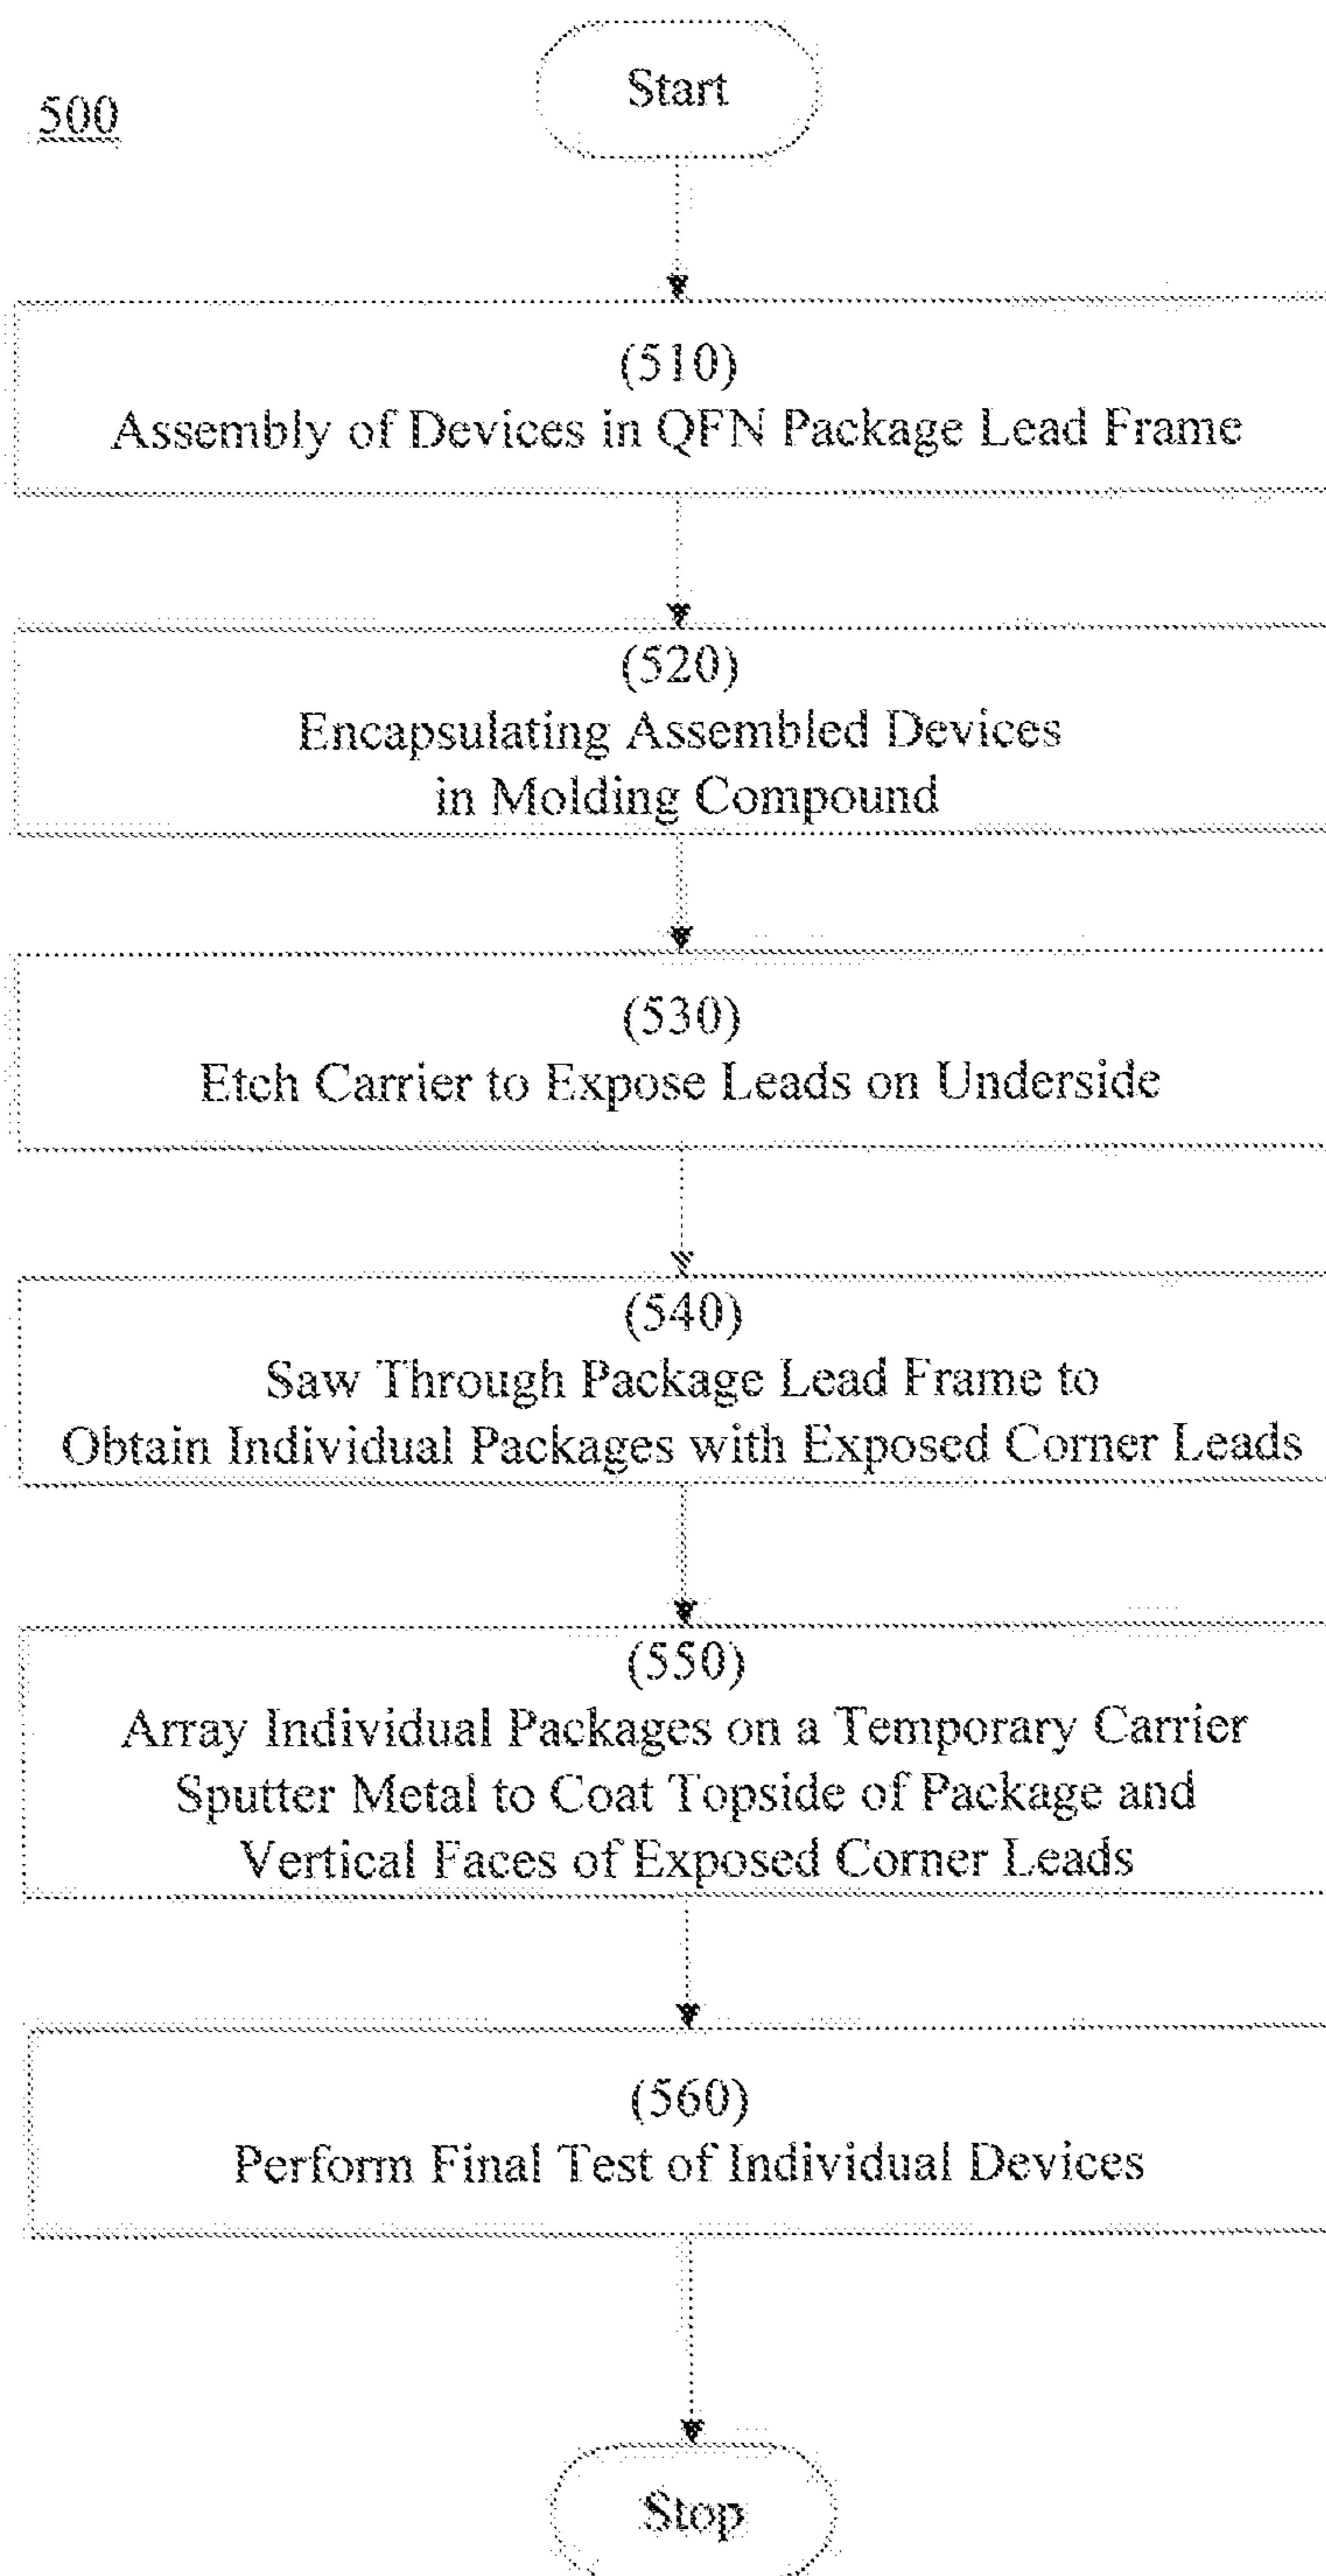 Start
500
(510)
Assembly of Devices in QFN Package Lead Frame
(520)
Encapsulating Assembled Devices
in Molding Compound
(530)
Etch Carrier to Expose Leads on Underside
(540)
Saw Through Package Lead Frame to
Obtain Individual Packages with Exposed Corner Leads
(550)
Array Individual Packages on a Temporary Carrier
Sputter Metal to Coat Topside of Package and
Vertical Faces of Exposed Corner Leads
(560)
Perform Final Test of Individual Devices
Stop